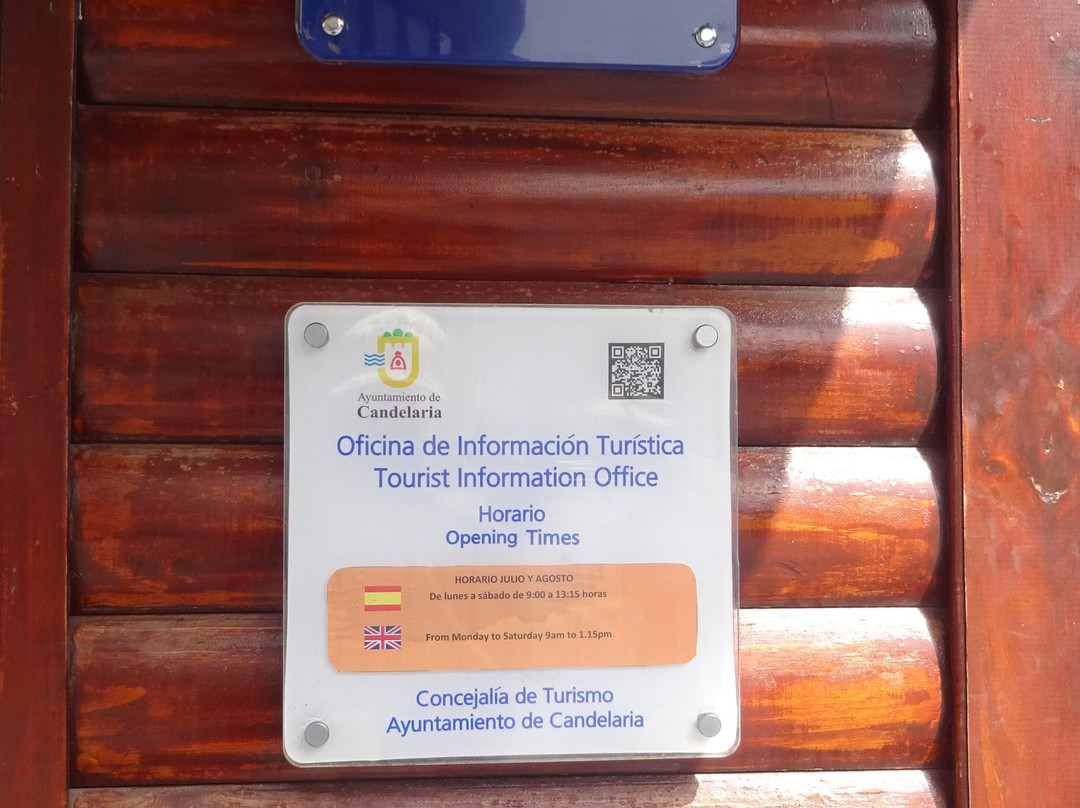 Ayuntamiento de
Candelaria
Oficina de Información Turística
Tourist Information Office
Horario
Opening Times
HORARIO JULIO Y AGOSTO
De lunes a sábado de 9:00 a 13:15 horas
From Monday to Saturday 9am to 1.15pm
Concejalía de Turismo
Ayuntamiento de Candelaria